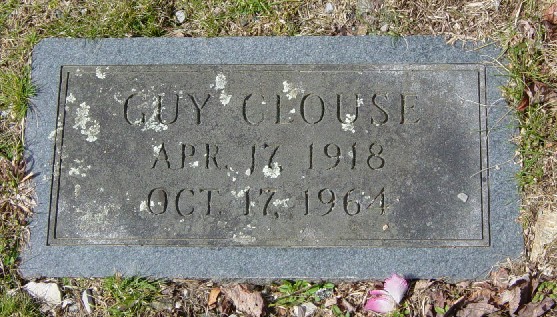 GUY CLOUSE
APR. 17, 1918
OCT. 17, 1964